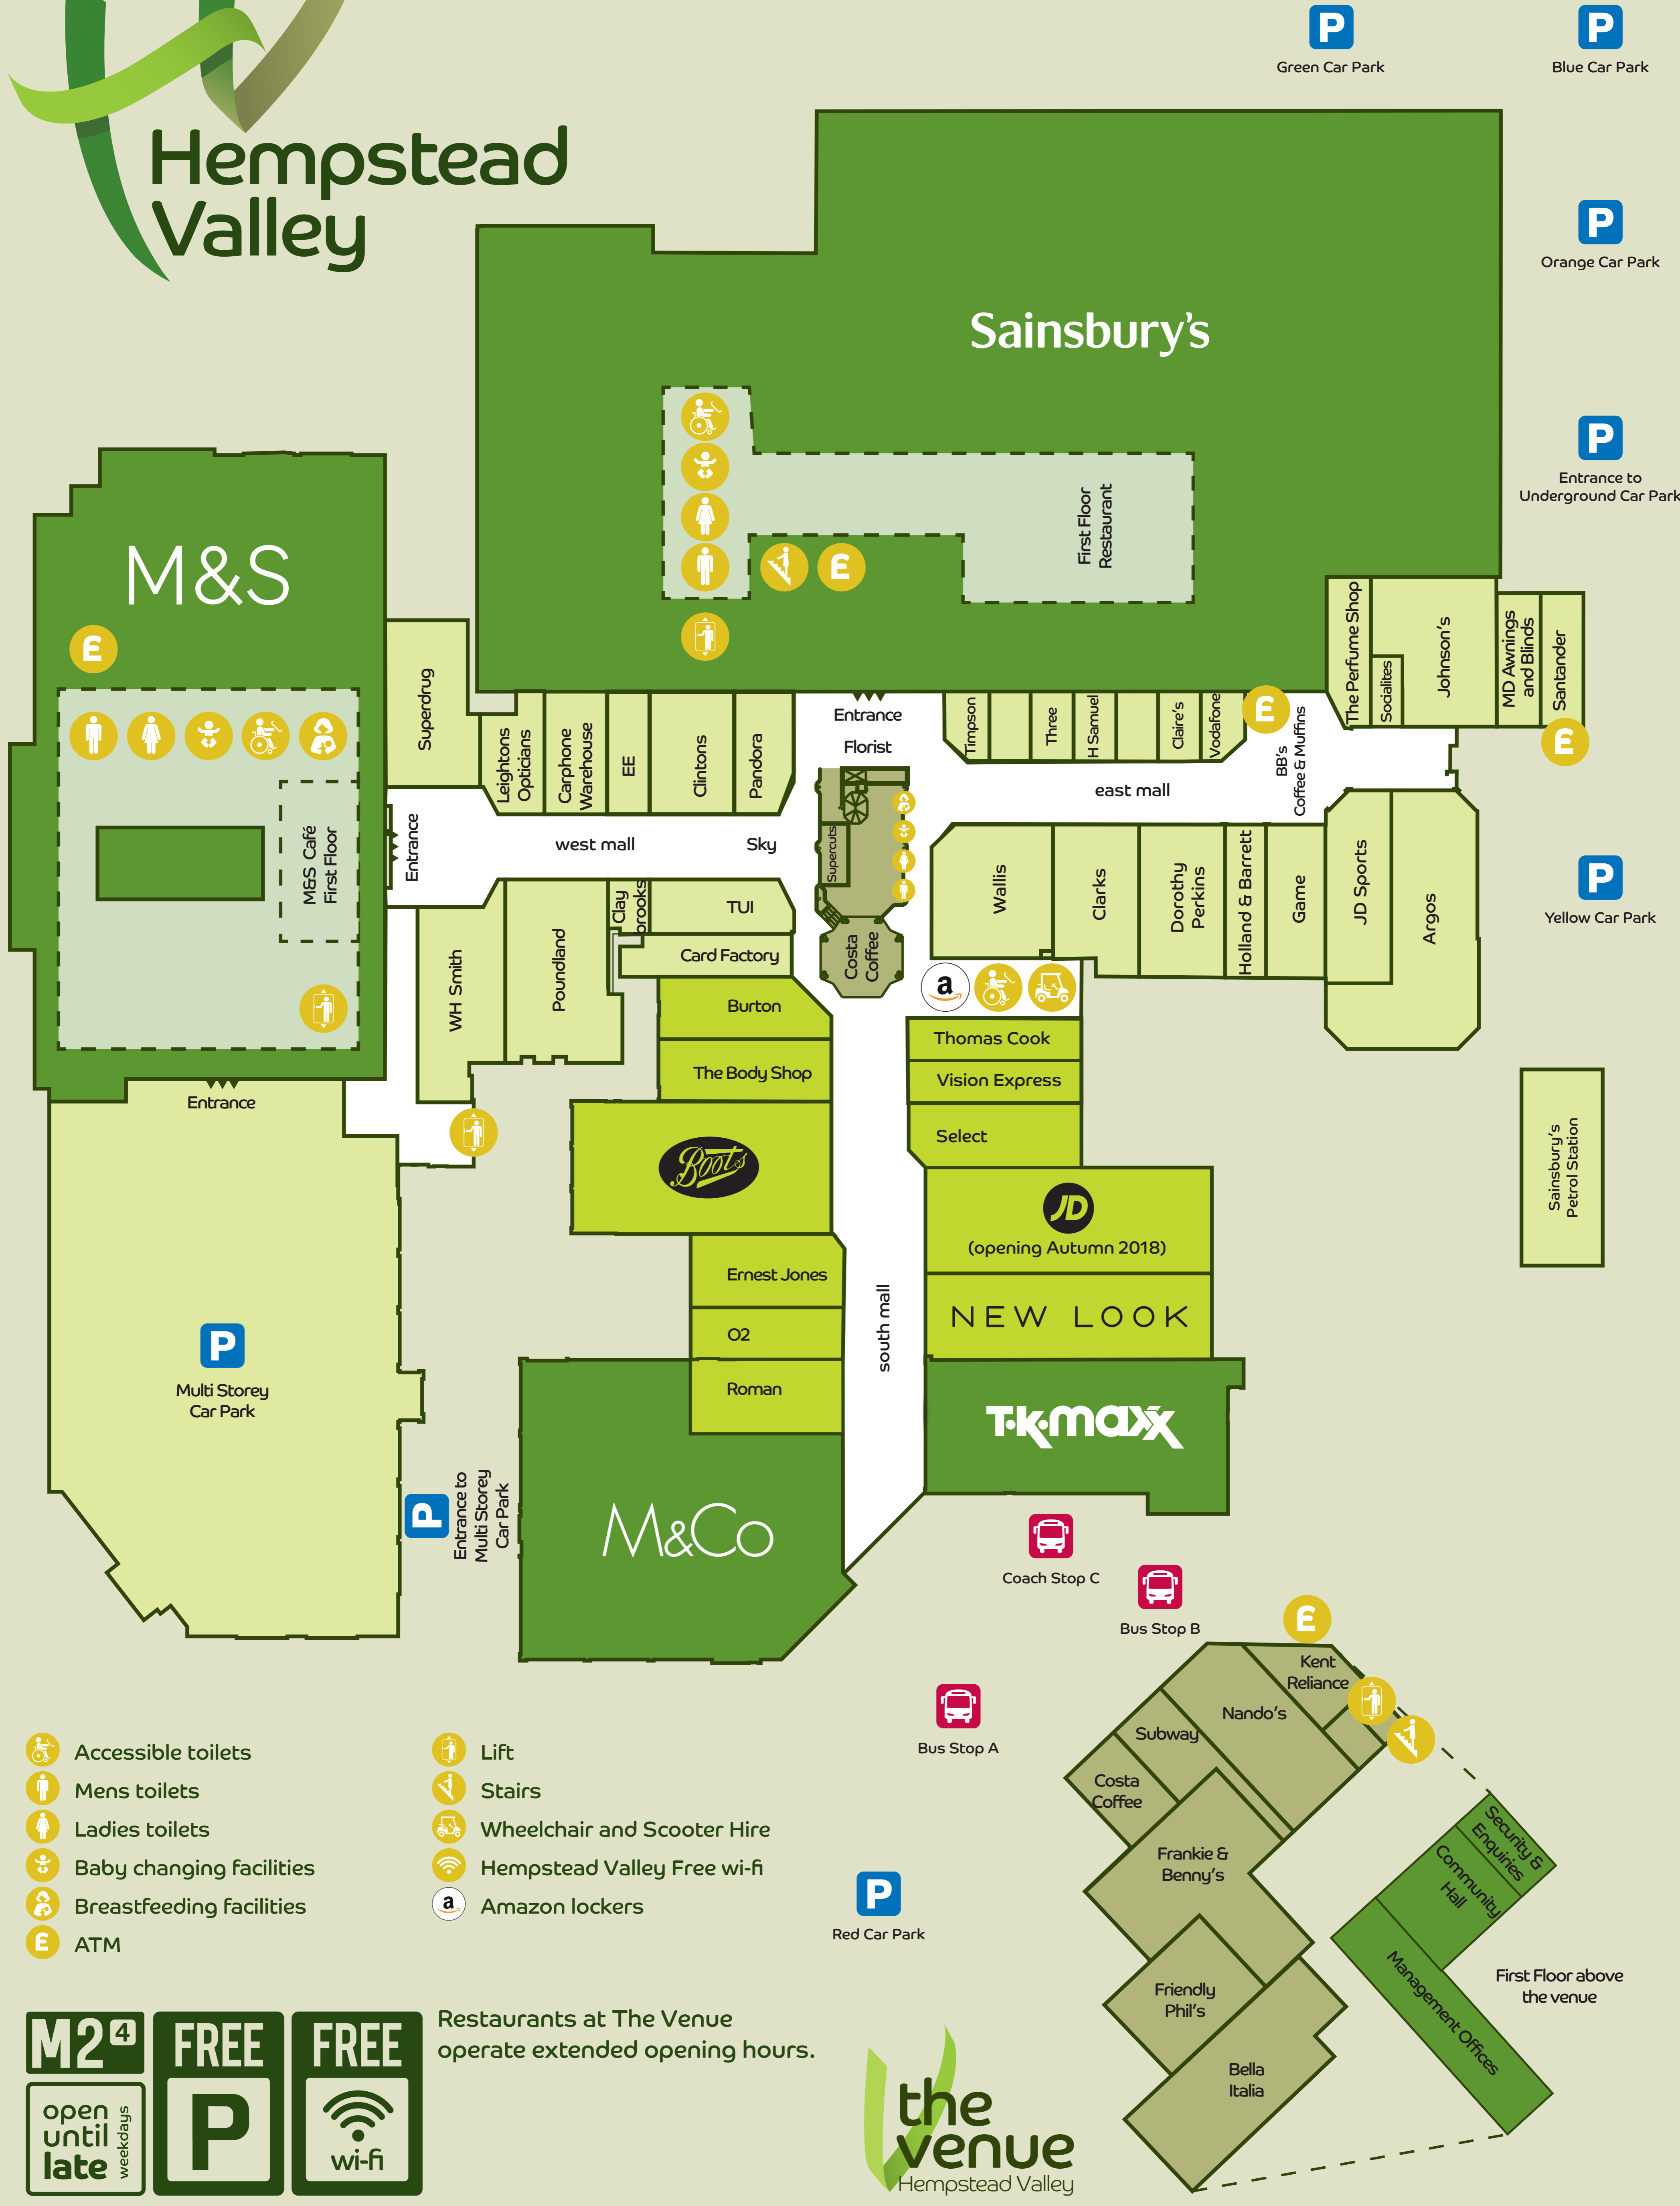 Hempstead
Valley
P
Green Car Park
P
Blue Car Park
P
Orange Car Park
P
Entrance to
Underground Car Park
P
Yellow Car Park
Sainsbury's
First Floor
Restaurant
£
M&S
£
M&S Café
First Floor
Entrance
Entrance
Superdrug
Leightons
Opticians
Carphone
Warehouse
EE
Clintons
Pandora
Entrance
Florist
Timpson
Three
H Samuel
Claire's
Vodafone
£
BB's
Coffee & Muffins
The Perfume Shop
Socialites
Johnson's
MD Awnings
and Blinds
Santander
£
west mall
Sky
east mall
Supercuts
Costa
Coffee
WH Smith
Poundland
Clay
brooks
TUI
Card Factory
Burton
The Body Shop
Boots
Ernest Jones
O2
Roman
M&Co
south mall
Wallis
Clarks
Dorothy
Perkins
Holland & Barrett
Game
JD Sports
Argos
a
Thomas Cook
Vision Express
Select
JD
(opening Autumn 2018)
NEW LOOK
T·K·maxx
Sainsbury's
Petrol Station
P
Multi Storey
Car Park
P
Entrance to
Multi Storey
Car Park
Coach Stop C
Bus Stop B
Bus Stop A
P
Red Car Park
£
Kent
Reliance
Nando's
Subway
Costa
Coffee
Frankie &
Benny's
Friendly
Phil's
Bella
Italia
Security &
Enquiries
Community
Hall
Management Offices
First Floor above
the venue
Accessible toilets
Mens toilets
Ladies toilets
Baby changing facilities
Breastfeeding facilities
£ ATM
Lift
Stairs
Wheelchair and Scooter Hire
Hempstead Valley Free wi-fi
a Amazon lockers
M2 4
open
until
late
weekdays
FREE
P
FREE
wi-fi
Restaurants at The Venue
operate extended opening hours.
the
venue
Hempstead Valley